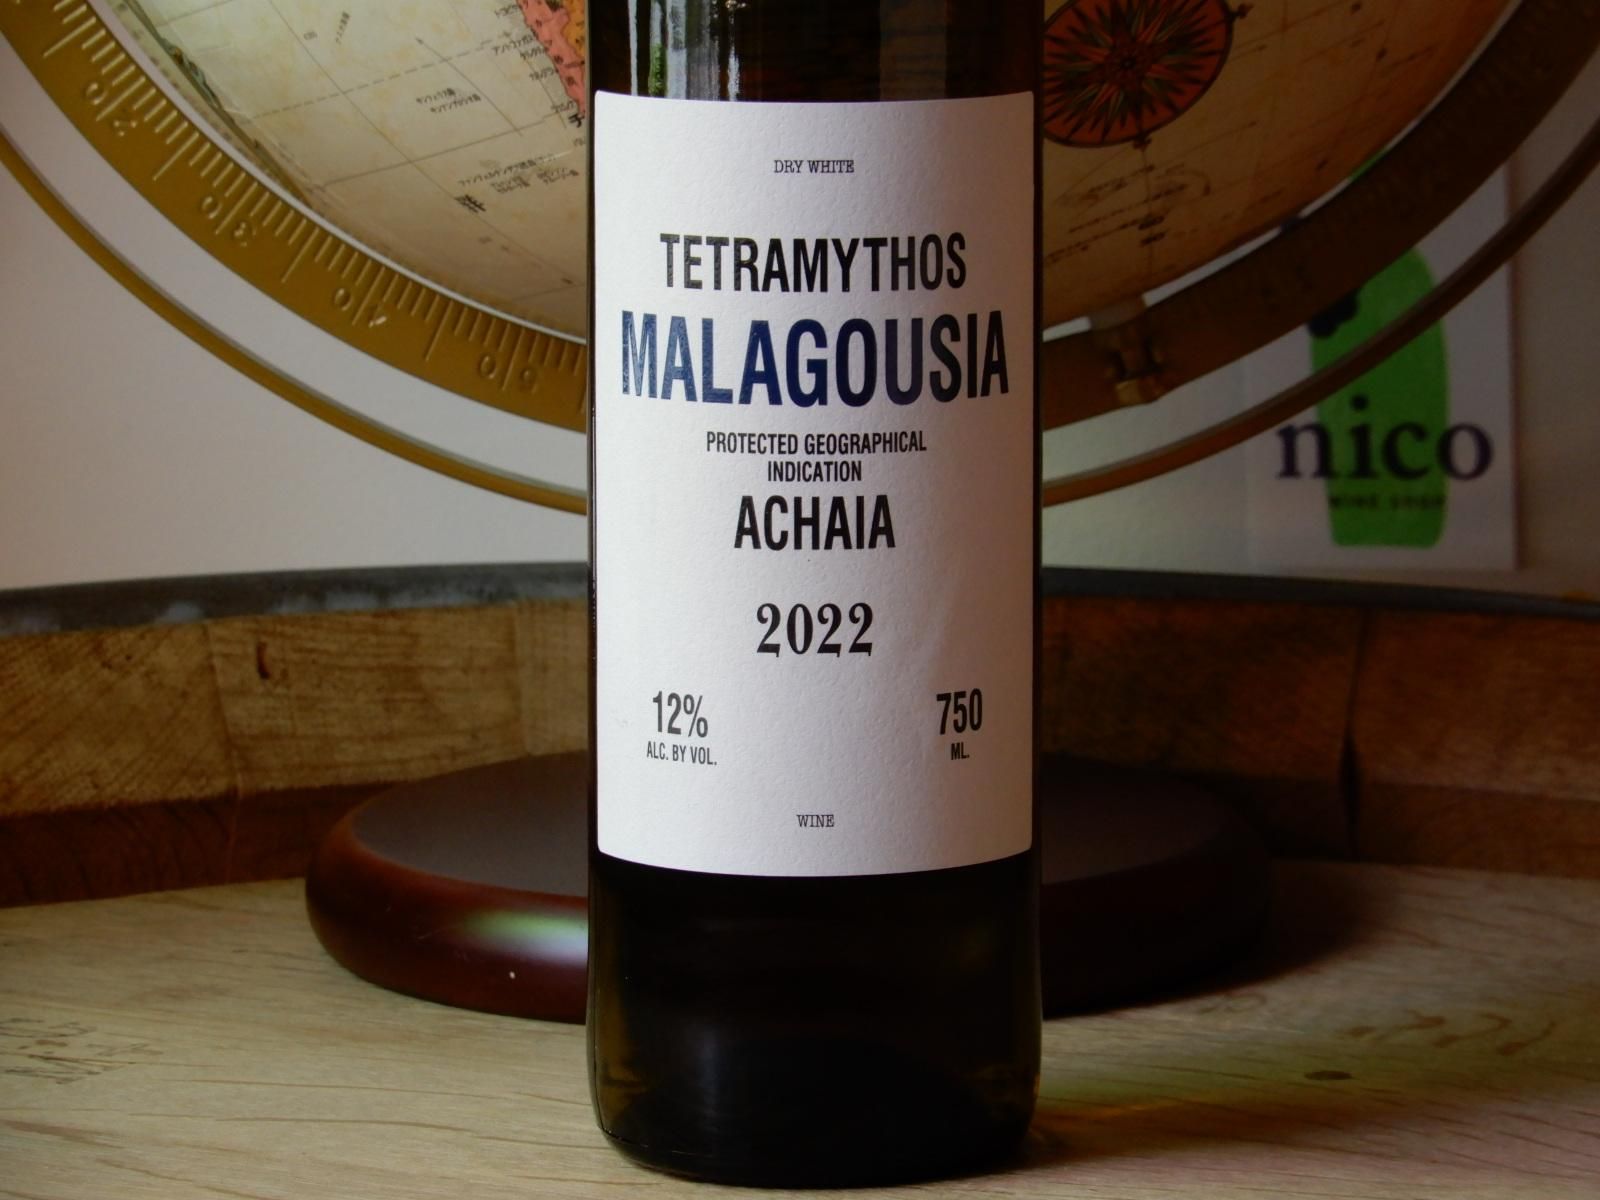 DRY WHITE
TETRAMYTHOS
MALAGOUSIA
PROTECTED GEOGRAPHICAL
INDICATION
ACHAIA
2022
12%
ALC. BY VOL.
750
ML.
WINE
nico